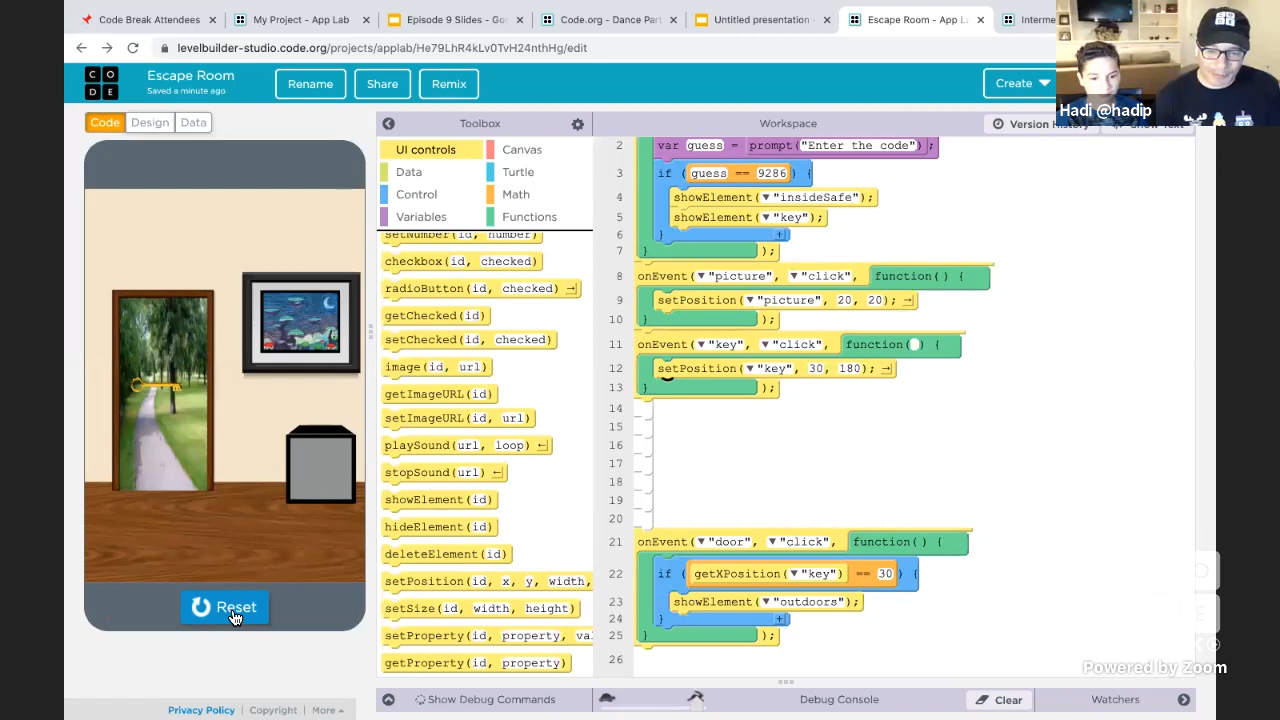 Code Break Attendees
My Project - App Lab
Episode 9 Slides - Go
Code.org - Dance Par
Untitled presentation -
Escape Room - App La
Interme
levelbuilder-studio.code.org/projects/applab/He79LhR4kLv0TvH24nthHg/edit
CO
DE
Escape Room
Saved a minute ago
Rename
Share
Remix
Create
Hadi @hadip
Code
Design
Data
Toolbox
Workspace
Version History
Show Text
UI controls
Canvas
Data
Turtle
Control
Math
Variables
Functions
setNumber(id, number)
checkbox(id, checked)
radioButton(id, checked)
getChecked(id)
setChecked(id, checked)
image(id, url)
getImageURL(id)
setImageURL(id, url)
playSound(url, loop)
stopSound(url)
showElement(id)
hideElement(id)
deleteElement(id)
setPosition(id, x, y, width,
setSize(id, width, height)
setProperty(id, property, val
getProperty(id, property)
2 var guess = prompt("Enter the code");
3 if (guess == 9286) {
4 showElement("insideSafe");
5 showElement("key");
6 } +
7 } );
8 onEvent("picture", "click", function() {
9 setPosition("picture", 20, 20);
10 } );
11 onEvent("key", "click", function() {
12 setPosition("key", 30, 180);
13 } );
14
15
16
17
18
19
20
21 onEvent("door", "click", function() {
22 if (getXPosition("key") == 30) {
23 showElement("outdoors");
24 } +
25 } );
26
Reset
Powered by Zoom
Show Debug Commands
Debug Console
Clear
Watchers
Privacy Policy | Copyright | More